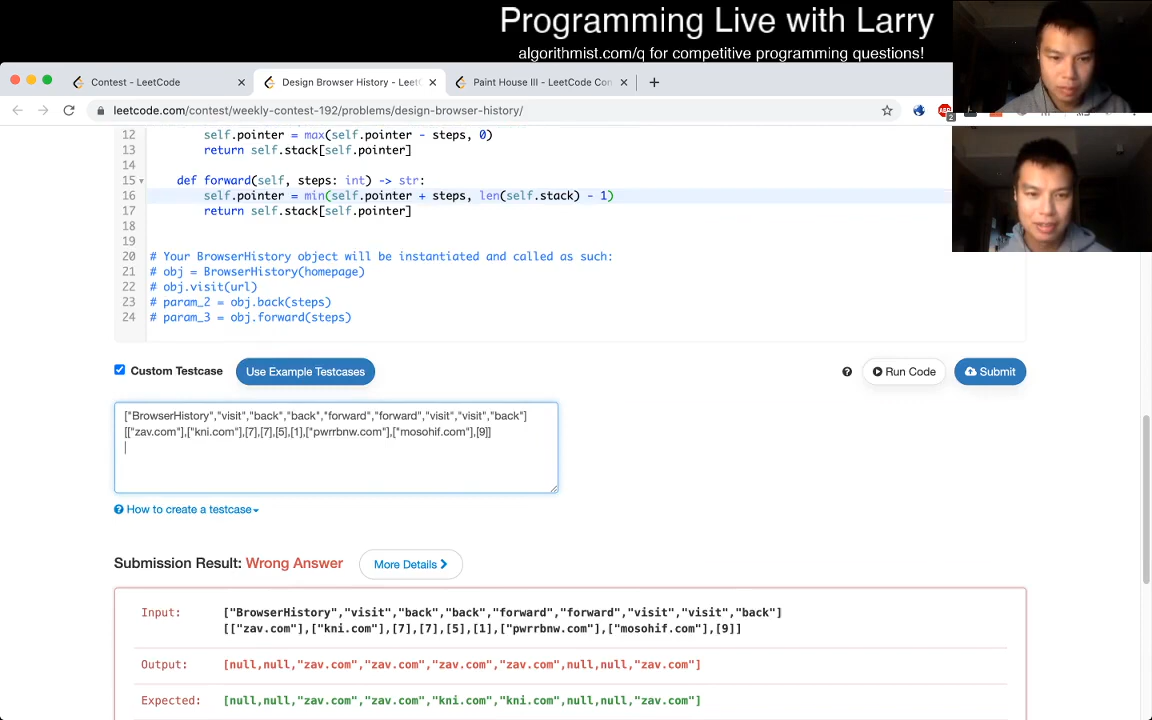 Programming Live with Larry
algorithmist.com/q for competitive programming questions!
Contest - LeetCode
Design Browser History - Leet
Paint House III - LeetCode Con
leetcode.com/contest/weekly-contest-192/problems/design-browser-history/
12 self.pointer = max(self.pointer - steps, 0)
13 return self.stack[self.pointer]
14
15 def forward(self, steps: int) -> str:
16 self.pointer = min(self.pointer + steps, len(self.stack) - 1)
17 return self.stack[self.pointer]
18
19
20 # Your BrowserHistory object will be instantiated and called as such:
21 # obj = BrowserHistory(homepage)
22 # obj.visit(url)
23 # param_2 = obj.back(steps)
24 # param_3 = obj.forward(steps)
Custom Testcase
Use Example Testcases
Run Code
Submit
["BrowserHistory","visit","back","back","forward","forward","visit","visit","back"]
[["zav.com"],["kni.com"],[7],[7],[5],[1],["pwrrbnw.com"],["mosohif.com"],[9]]
How to create a testcase
Submission Result: Wrong Answer
More Details
Input: ["BrowserHistory","visit","back","back","forward","forward","visit","visit","back"]
[["zav.com"],["kni.com"],[7],[7],[5],[1],["pwrrbnw.com"],["mosohif.com"],[9]]
Output: [null,null,"zav.com","zav.com","zav.com","zav.com",null,null,"zav.com"]
Expected: [null,null,"zav.com","zav.com","kni.com","kni.com",null,null,"zav.com"]